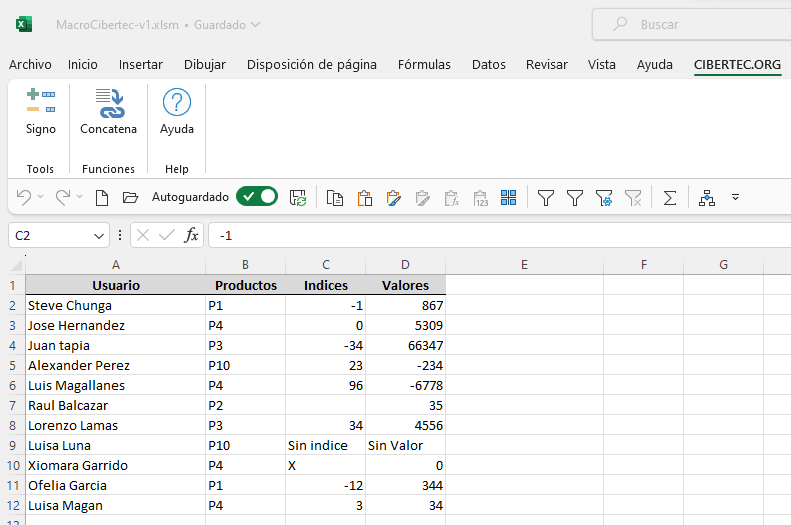 MacroCibertec-v1.xlsm • Guardado
Buscar
Archivo Inicio Insertar Dibujar Disposición de página Fórmulas Datos Revisar Vista Ayuda CIBERTEC.ORG
Signo Concatena Ayuda
Tools Funciones Help
Autoguardado
C2 fx -1
A B C D E F G
1 Usuario Productos Indices Valores
2 Steve Chunga P1 -1 867
3 Jose Hernandez P4 0 5309
4 Juan tapia P3 -34 66347
5 Alexander Perez P10 23 -234
6 Luis Magallanes P4 96 -6778
7 Raul Balcazar P2 35
8 Lorenzo Lamas P3 34 4556
9 Luisa Luna P10 Sin indice Sin Valor
10 Xiomara Garrido P4 X 0
11 Ofelia Garcia P1 -12 344
12 Luisa Magan P4 3 34